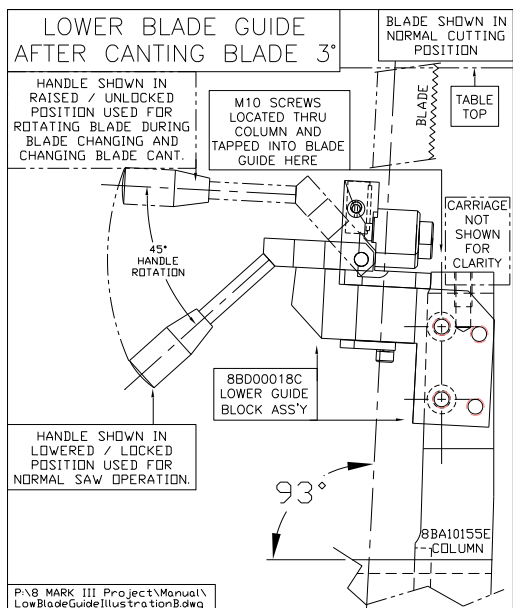 LOWER BLADE GUIDE
AFTER CANTING BLADE 3°
BLADE SHOWN IN
NORMAL CUTTING
POSITION
HANDLE SHOWN IN
RAISED / UNLOCKED
POSITION USED FOR
ROTATING BLADE DURING
BLADE CHANGING AND
CHANGING BLADE CANT.
M10 SCREWS
LOCATED THRU
COLUMN AND
TAPPED INTO BLADE
GUIDE HERE
BLADE
TABLE
TOP
CARRIAGE
NOT
SHOWN
FOR
CLARITY
45°
HANDLE
ROTATION
8BD00018C
LOWER GUIDE
BLOCK ASS'Y
HANDLE SHOWN IN
LOWERED / LOCKED
POSITION USED FOR
NORMAL SAW OPERATION.
93°
8BA10155E
COLUMN
P:\8 MARK III Project\Manual\
LowBladeGuideIllustrationB.dwg